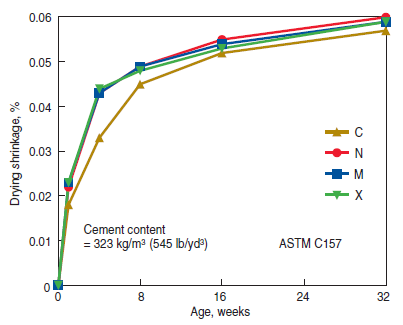 0.06
0.05
0.04
0.03
0.02
0.01
0
Drying shrinkage, %
C
N
M
X
Cement content
= 323 kg/m³ (545 lb/yd³)
ASTM C157
0 8 16 24 32
Age, weeks